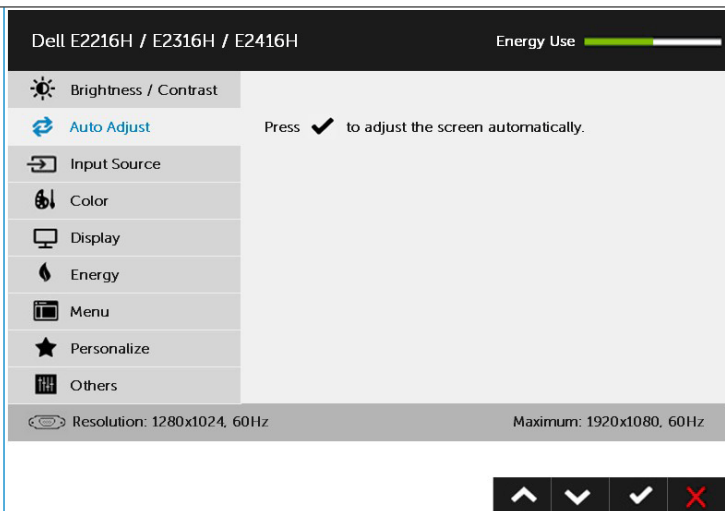 Dell E2216H / E2316H / E2416H Energy Use
Brightness / Contrast
Auto Adjust
Press ✔ to adjust the screen automatically.
Input Source
Color
Display
Energy
Menu
Personalize
Others
Resolution: 1280x1024, 60Hz Maximum: 1920x1080, 60Hz